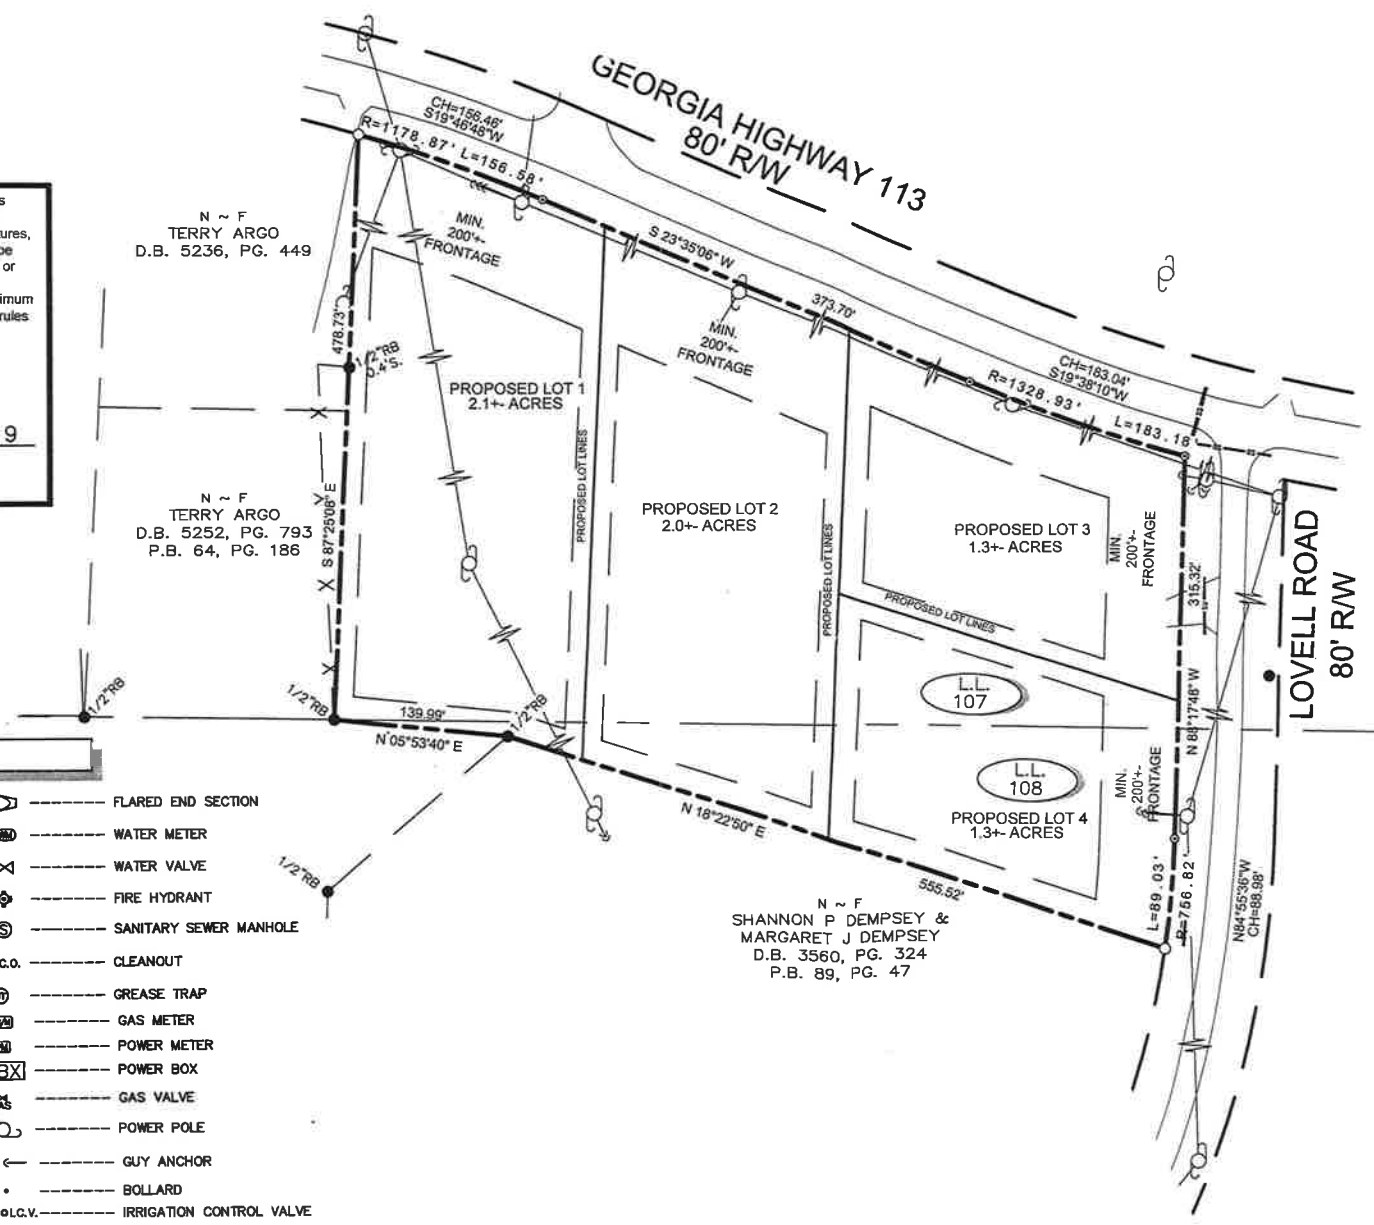 GEORGIA HIGHWAY 113
80' R/W
CH=156.46'
S19°46'48"W
R=1178.87' L=156.58'
s
tures,
be
or
imum
rules
9
N ~ F
TERRY ARGO
D.B. 5236, PG. 449
MIN.
200'+-
FRONTAGE
S 23°35'06" W
373.70'
MIN.
200'+-
FRONTAGE
CH=183.04'
S19°38'10"W
R=1328.93'
L=183.18'
478.73'
1/2"RB
0.4'S.
PROPOSED LOT 1
2.1+- ACRES
PROPOSED LOT LINES
N ~ F
TERRY ARGO
D.B. 5252, PG. 793
P.B. 64, PG. 186
S 87°25'08" E
PROPOSED LOT 2
2.0+- ACRES
PROPOSED LOT LINES
PROPOSED LOT 3
1.3+- ACRES
MIN.
200'+-
FRONTAGE
315.32'
LOVELL ROAD
80' R/W
PROPOSED LOT LINES
L.L.
107
N 88°17'48" W
1/2"RB
1/2"RB
139.99'
1/2"RB
N 05°53'40" E
L.L.
108
MIN.
200'+-
FRONTAGE
PROPOSED LOT 4
1.3+- ACRES
N 18°22'50" E
555.52'
L=89.03'
R=756.82'
N84°55'36"W
CH=88.98'
1/2"RB
N ~ F
SHANNON P DEMPSEY &
MARGARET J DEMPSEY
D.B. 3560, PG. 324
P.B. 89, PG. 47
FLARED END SECTION
WATER METER
WATER VALVE
FIRE HYDRANT
S SANITARY SEWER MANHOLE
C.O. CLEANOUT
GREASE TRAP
GAS METER
POWER METER
BX POWER BOX
GAS VALVE
POWER POLE
GUY ANCHOR
BOLLARD
I.C.V. IRRIGATION CONTROL VALVE